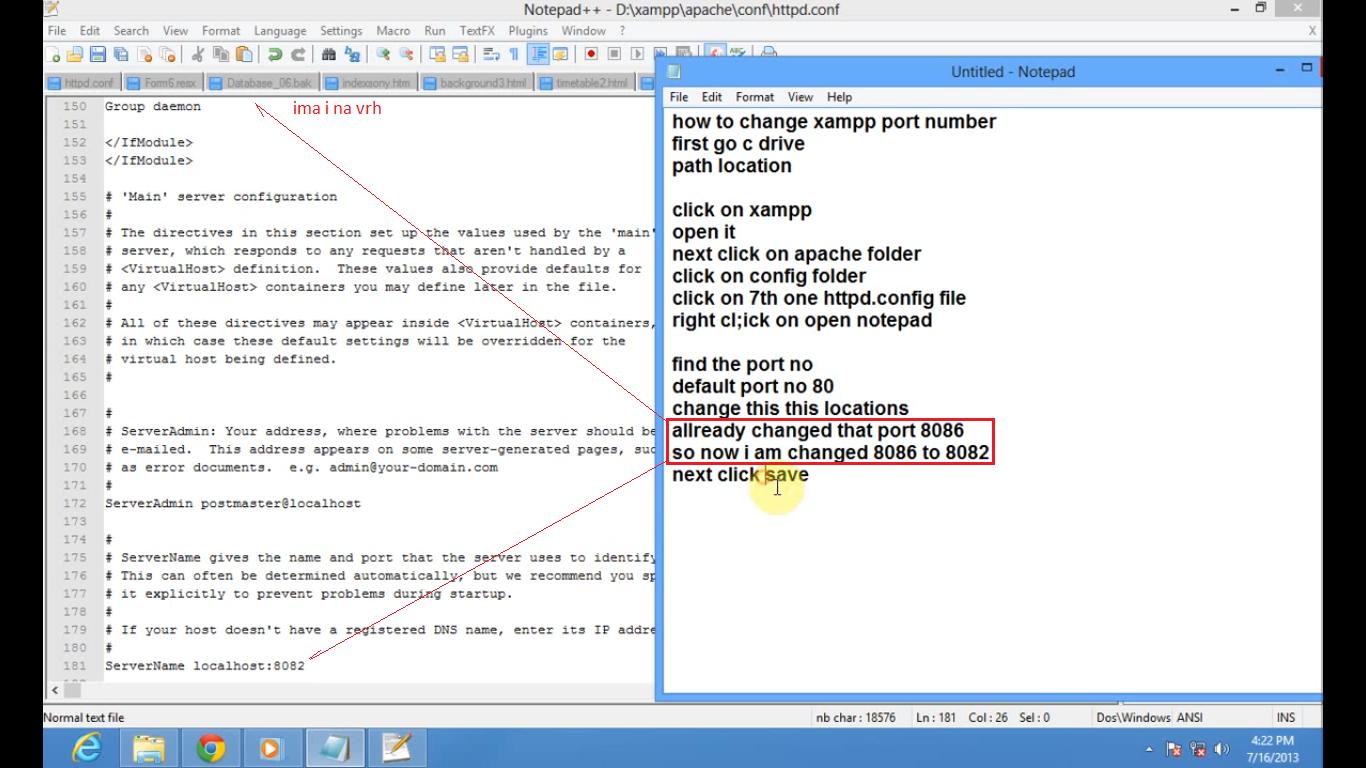 Notepad++ - D:\xampp\apache\conf\httpd.conf
File Edit Search View Format Language Settings Macro Run TextFX Plugins Window ? X
httpd.conf Form6.resx Database_06.bak indexaony.htm background3.html timetable2.html
150 Group daemon
ima i na vrh
151
152 </IfModule>
153 </IfModule>
154
155 # 'Main' server configuration
156 #
157 # The directives in this section set up the values used by the 'main'
158 # server, which responds to any requests that aren't handled by a
159 # <VirtualHost> definition.  These values also provide defaults for
160 # any <VirtualHost> containers you may define later in the file.
161 #
162 # All of these directives may appear inside <VirtualHost> containers,
163 # in which case these default settings will be overridden for the
164 # virtual host being defined.
165 #
166
167 #
168 # ServerAdmin: Your address, where problems with the server should be
169 # e-mailed.  This address appears on some server-generated pages, suc
170 # as error documents.  e.g. admin@your-domain.com
171 #
172 ServerAdmin postmaster@localhost
173
174 #
175 # ServerName gives the name and port that the server uses to identify
176 # This can often be determined automatically, but we recommend you sp
177 # it explicitly to prevent problems during startup.
178 #
179 # If your host doesn't have a registered DNS name, enter its IP addre
180 #
181 ServerName localhost:8082
Untitled - Notepad
File Edit Format View Help
how to change xampp port number
first go c drive
path location
click on xampp
open it
next click on apache folder
click on config folder
click on 7th one httpd.config file
right cl;ick on open notepad
find the port no
default port no 80
change this this locations
allready changed that port 8086
so now i am changed 8086 to 8082
next click save
Normal text file nb char : 18576 Ln : 181 Col : 26 Sel : 0 Dos\Windows ANSI INS
4:22 PM
7/16/2013